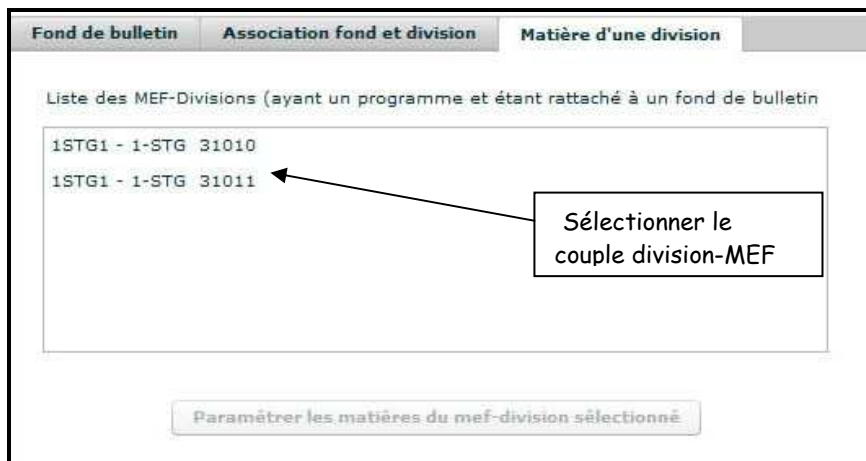 Fond de bulletin Association fond et division Matière d'une division
Liste des MEF-Divisions (ayant un programme et étant rattaché à un fond de bulletin
1STG1 - 1-STG 31010
1STG1 - 1-STG 31011
Sélectionner le
couple division-MEF
Paramétrer les matières du mef-division sélectionné